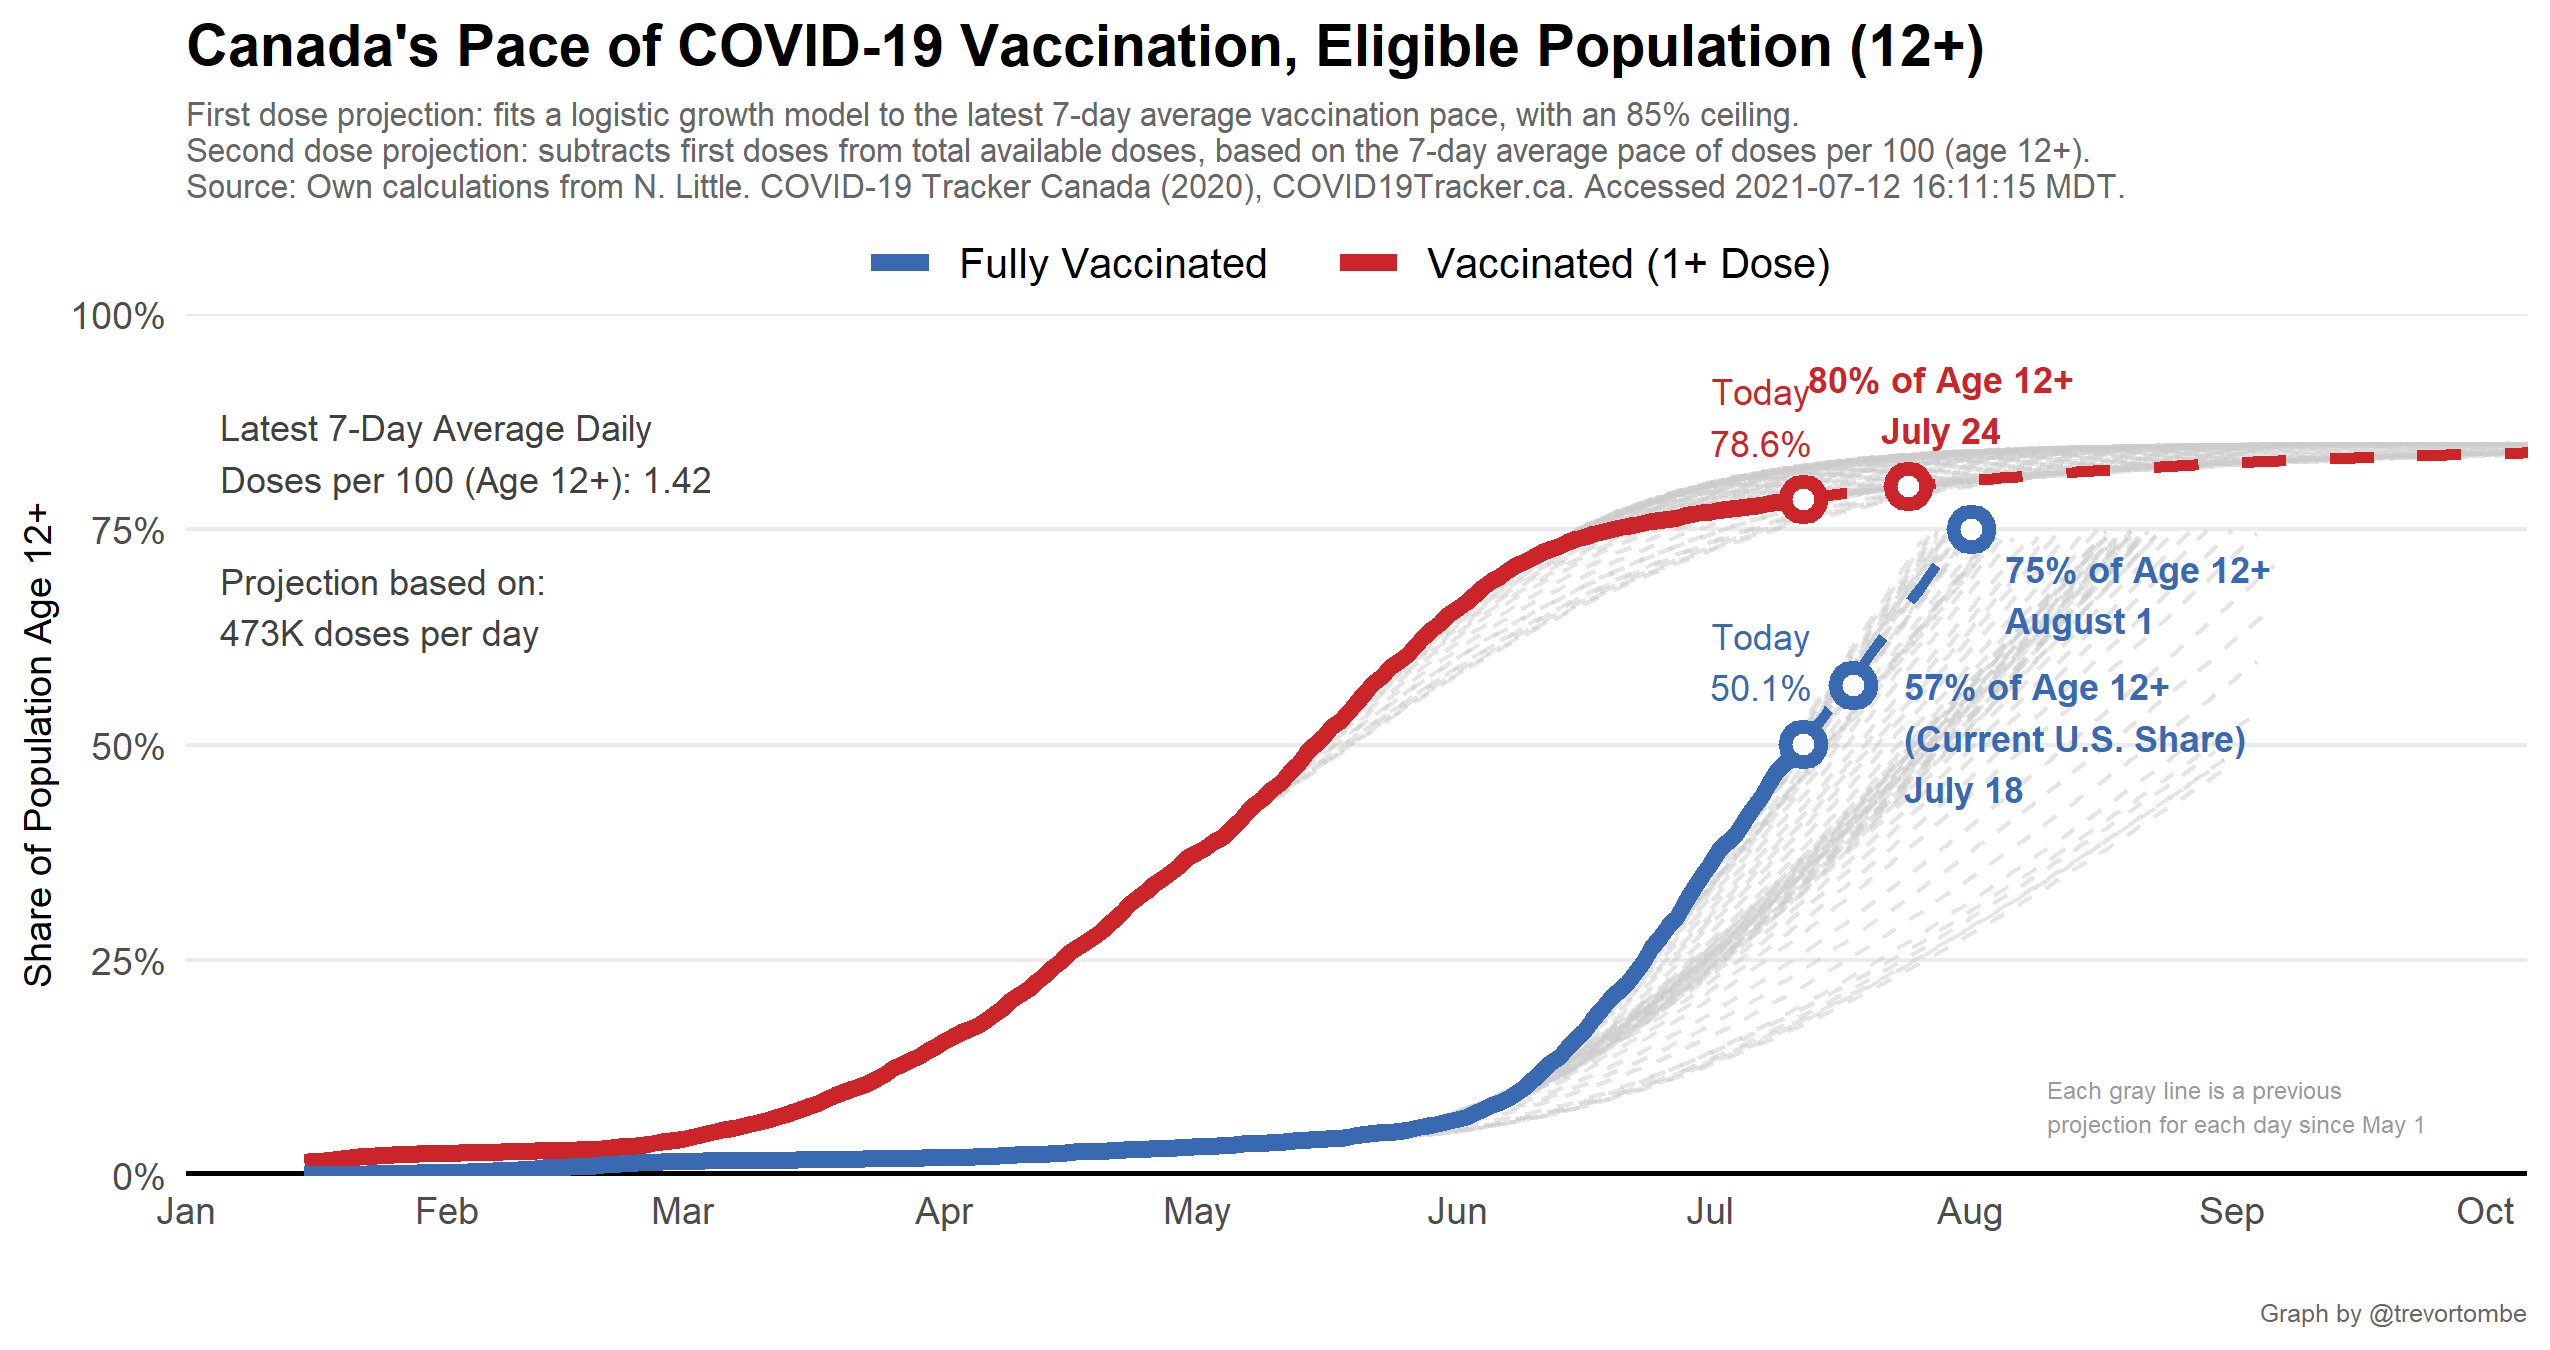 Canada's Pace of COVID-19 Vaccination, Eligible Population (12+)
First dose projection: fits a logistic growth model to the latest 7-day average vaccination pace, with an 85% ceiling.
Second dose projection: subtracts first doses from total available doses, based on the 7-day average pace of doses per 100 (age 12+).
Source: Own calculations from N. Little. COVID-19 Tracker Canada (2020), COVID19Tracker.ca. Accessed 2021-07-12 16:11:15 MDT.
Fully Vaccinated
Vaccinated (1+ Dose)
Share of Population Age 12+
100%
75%
50%
25%
0%
Latest 7-Day Average Daily
Doses per 100 (Age 12+): 1.42
Projection based on:
473K doses per day
Today
78.6%
80% of Age 12+
July 24
75% of Age 12+
August 1
Today
50.1%
57% of Age 12+
(Current U.S. Share)
July 18
Each gray line is a previous
projection for each day since May 1
Jan
Feb
Mar
Apr
May
Jun
Jul
Aug
Sep
Oct
Graph by @trevortombe